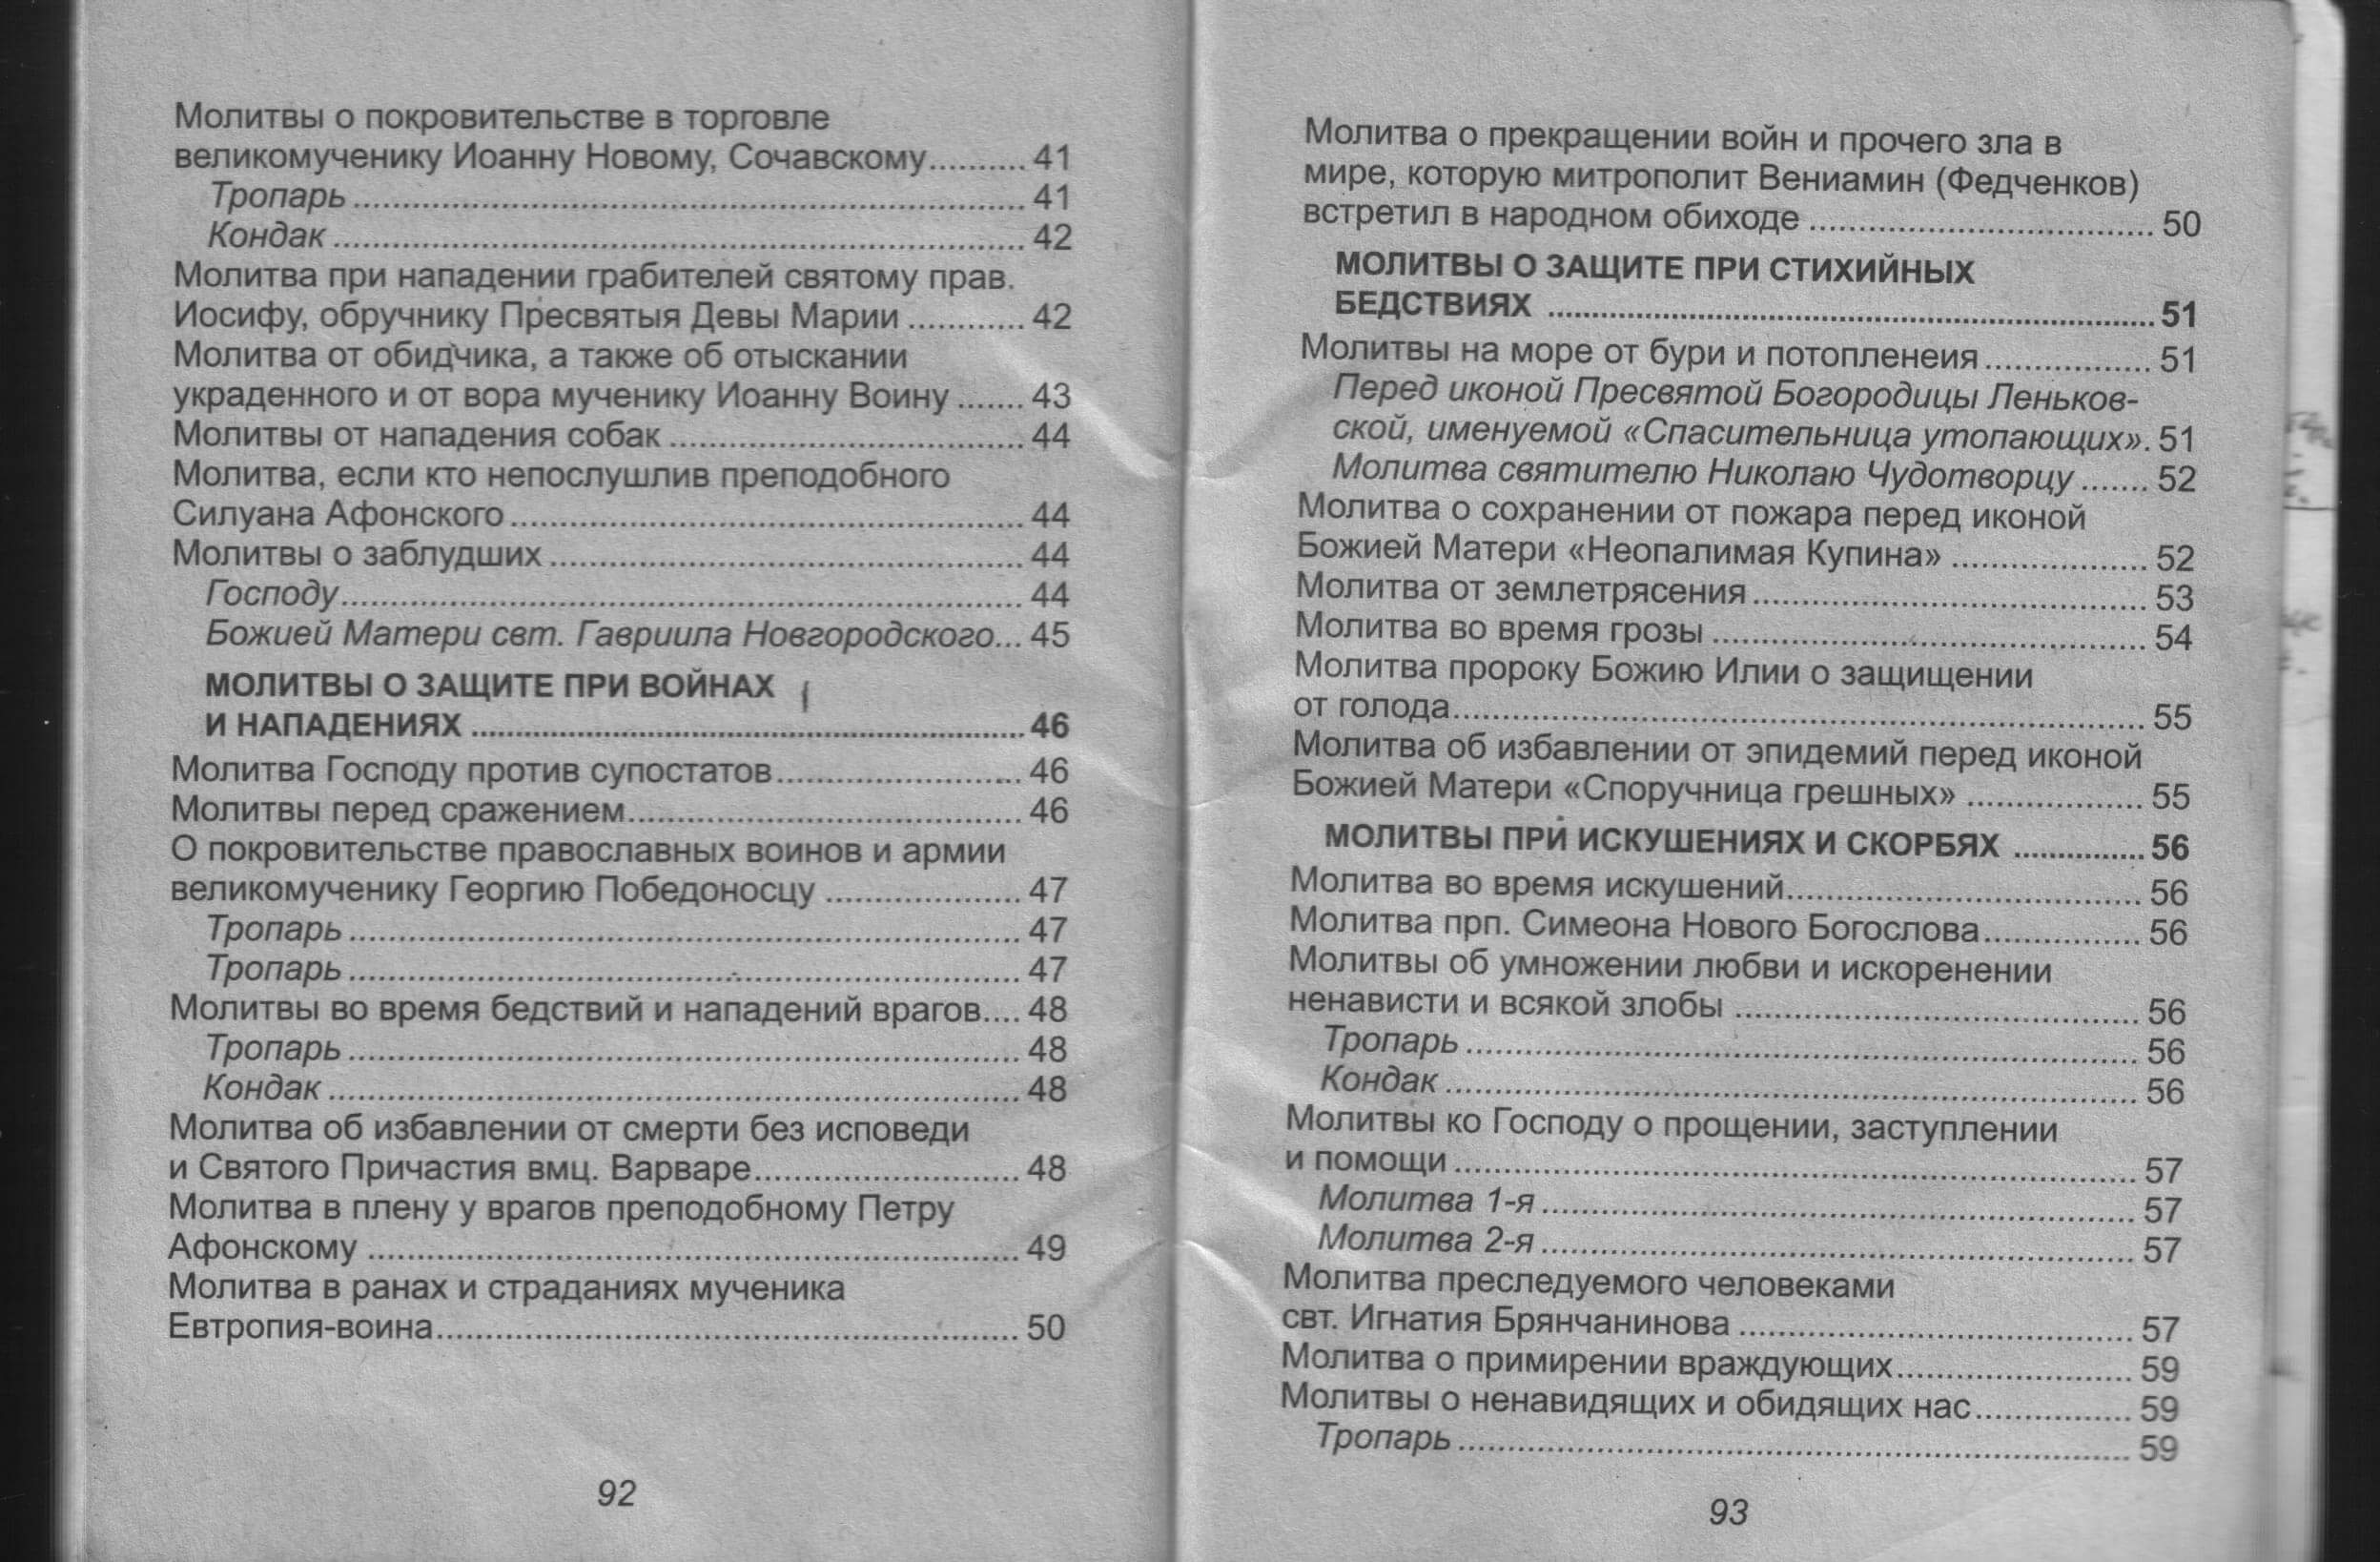 Молитвы о покровительстве в торговле
великомученику Иоанну Новому, Сочавскому.......... 41
Тропарь.................................................................... 41
Кондак...................................................................... 42
Молитва при нападении грабителей святому прав.
Иосифу, обручнику Пресвятыя Девы Марии............ 42
Молитва от обидчика, а также об отыскании
украденного и от вора мученику Иоанну Воину....... 43
Молитвы от нападения собак.................................... 44
Молитва, если кто непослушлив преподобного
Силуана Афонского.................................................... 44
Молитвы о заблудших................................................ 44
Господу..................................................................... 44
Божией Матери свт. Гавриила Новгородского... 45
МОЛИТВЫ О ЗАЩИТЕ ПРИ ВОЙНАХ
И НАПАДЕНИЯХ................................................................46
Молитва Господу против супостатов......................... 46
Молитвы перед сражением........................................ 46
О покровительстве православных воинов и армии
великомученику Георгию Победоносцу.................... 47
Тропарь.................................................................... 47
Тропарь.................................................................... 47
Молитвы во время бедствий и нападений врагов.... 48
Тропарь.................................................................... 48
Кондак...................................................................... 48
Молитва об избавлении от смерти без исповеди
и Святого Причастия вмц. Варваре........................... 48
Молитва в плену у врагов преподобному Петру
Афонскому.................................................................. 49
Молитва в ранах и страданиях мученика
Евтропия-воина........................................................... 50
92
Молитва о прекращении войн и прочего зла в
мире, которую митрополит Вениамин (Федченков)
встретил в народном обиходе................................... 50
МОЛИТВЫ О ЗАЩИТЕ ПРИ СТИХИЙНЫХ
БЕДСТВИЯХ......................................................................51
Молитвы на море от бури и потопленеия................. 51
Перед иконой Пресвятой Богородицы Леньков-
ской, именуемой «Спасительница утопающих». 51
Молитва святителю Николаю Чудотворцу....... 52
Молитва о сохранении от пожара перед иконой
Божией Матери «Неопалимая Купина».................... 52
Молитва от землетрясения........................................ 53
Молитва во время грозы............................................ 54
Молитва пророку Божию Илии о защищении
от голода...................................................................... 55
Молитва об избавлении от эпидемий перед иконой
Божией Матери «Споручница грешных».................. 55
МОЛИТВЫ ПРИ ИСКУШЕНИЯХ И СКОРБЯХ...............56
Молитва во время искушений.................................... 56
Молитва прп. Симеона Нового Богослова................ 56
Молитвы об умножении любви и искоренении
ненависти и всякой злобы......................................... 56
Тропарь.................................................................... 56
Кондак...................................................................... 56
Молитвы ко Господу о прощении, заступлении
и помощи..................................................................... 57
Молитва 1-я............................................................ 57
Молитва 2-я............................................................ 57
Молитва преследуемого человеками
свт. Игнатия Брянчанинова........................................ 57
Молитва о примирении враждующих........................ 59
Молитвы о ненавидящих и обидящих нас................ 59
Тропарь.................................................................... 59
93